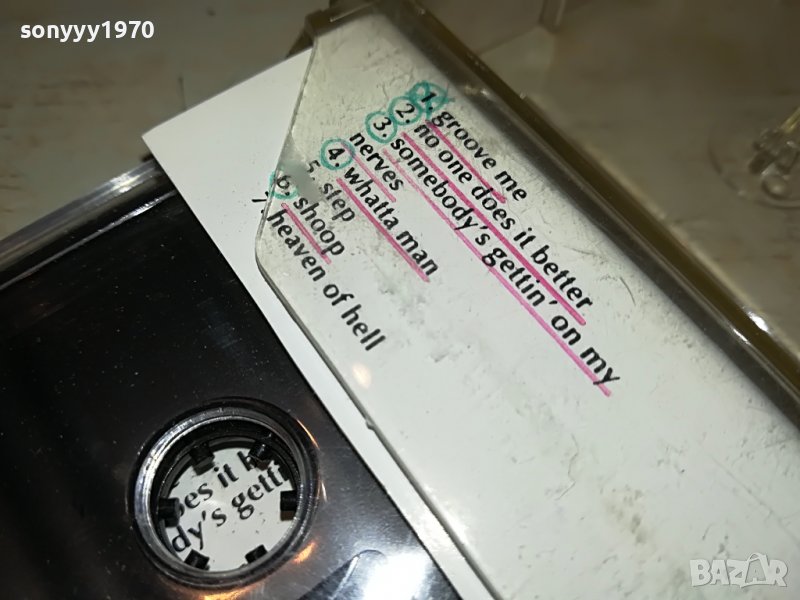 sonyyy1970
1. groove me
2. no one does it better
3. somebody's gettin' on my
nerves
4. whatta man
5. step
6. shoop
7. heaven of hell
oes it
dy's getti
BAZAR